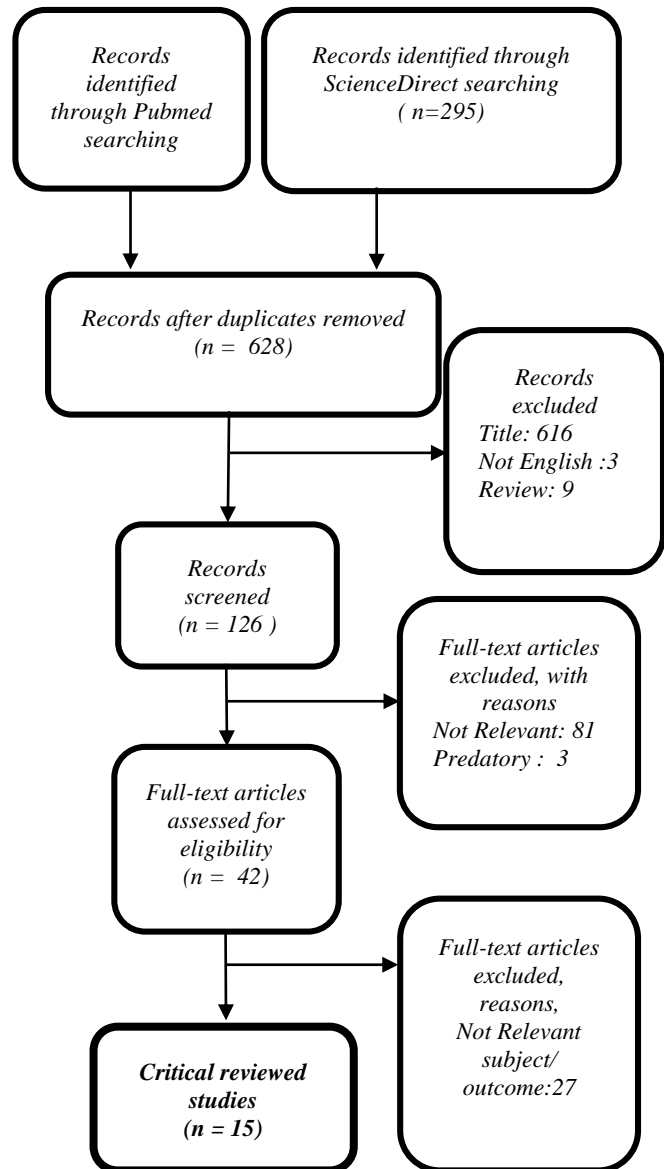 Records
identified
through Pubmed
searching
Records identified through
ScienceDirect searching
( n=295)
Records after duplicates removed
(n =  628)
Records
excluded
Title: 616
Not English :3
Review: 9
Records
screened
(n = 126 )
Full-text articles
excluded, with
reasons
Not Relevant: 81
Predatory :  3
Full-text articles
assessed for
eligibility
(n =  42)
Full-text articles
excluded,
reasons,
Not Relevant
subject/
outcome:27
Critical reviewed
studies
(n = 15)